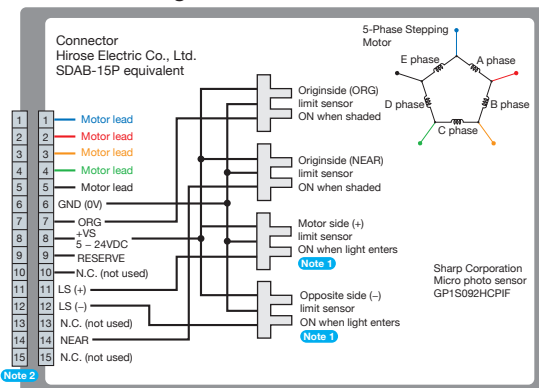 Connector
Hirose Electric Co., Ltd.
SDAB-15P equivalent
5-Phase Stepping
Motor
E phase
A phase
D phase
B phase
C phase
1 1 Motor lead
2 2 Motor lead
3 3 Motor lead
4 4 Motor lead
5 5 Motor lead
6 6 GND (0V)
7 7 ORG
8 8 +VS
5 – 24VDC
9 9 RESERVE
10 10 N.C. (not used)
11 11 LS (+)
12 12 LS (–)
13 13 N.C. (not used)
14 14 NEAR
15 15 N.C. (not used)
Note 2
Originside (ORG)
limit sensor
ON when shaded
Originside (NEAR)
limit sensor
ON when shaded
Motor side (+)
limit sensor
ON when light enters
Note 1
Opposite side (–)
limit sensor
ON when light enters
Note 1
Sharp Corporation
Micro photo sensor
GP1S092HCPIF